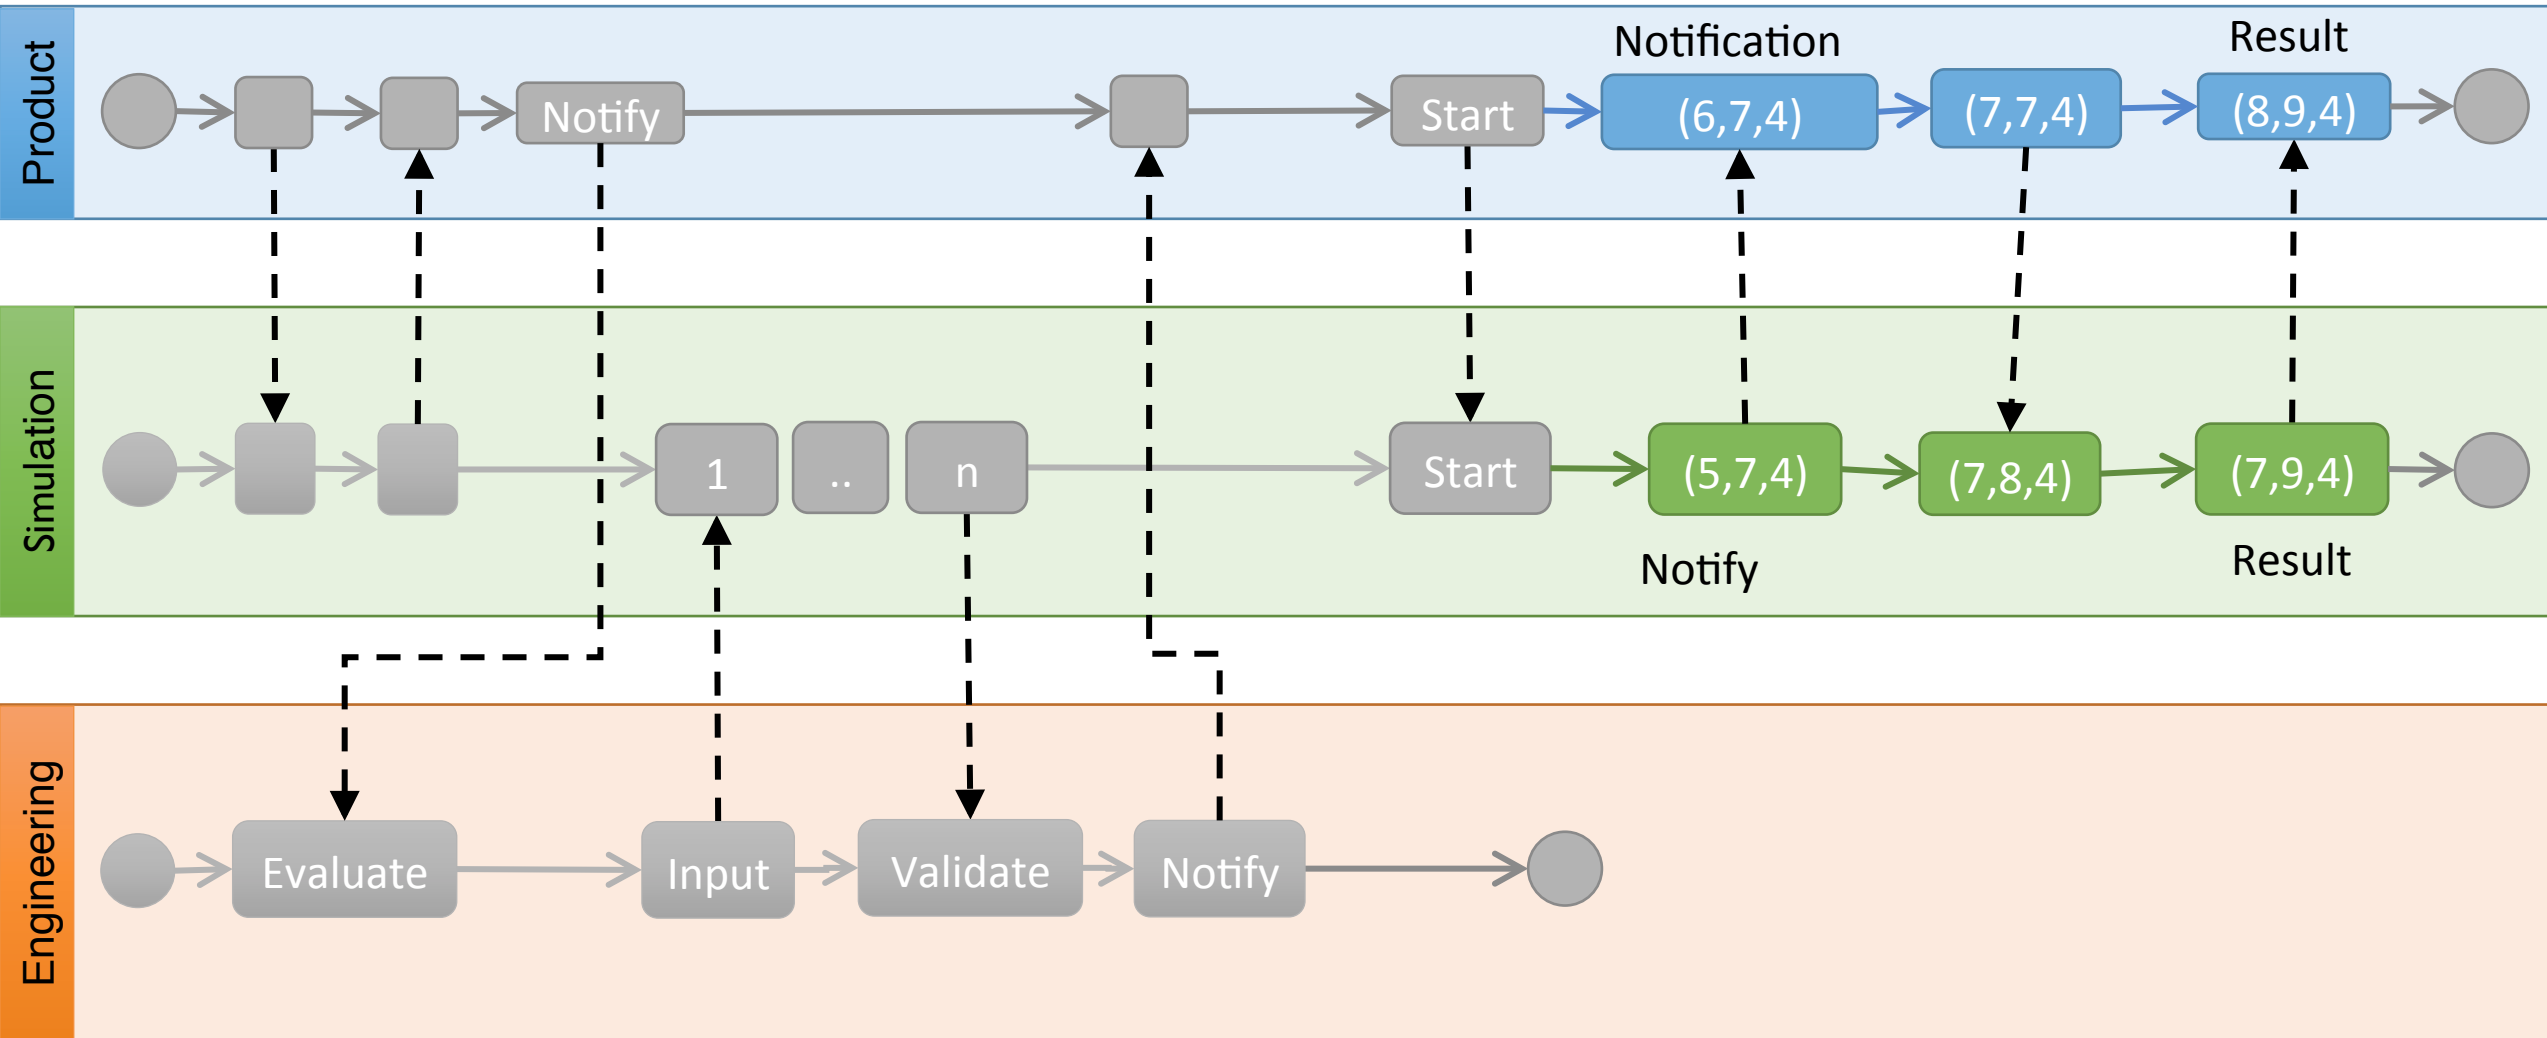 Product
Notification
Result
Notify
Start
(6,7,4)
(7,7,4)
(8,9,4)
Simulation
1
..
n
Start
(5,7,4)
(7,8,4)
(7,9,4)
Notify
Result
Engineering
Evaluate
Input
Validate
Notify